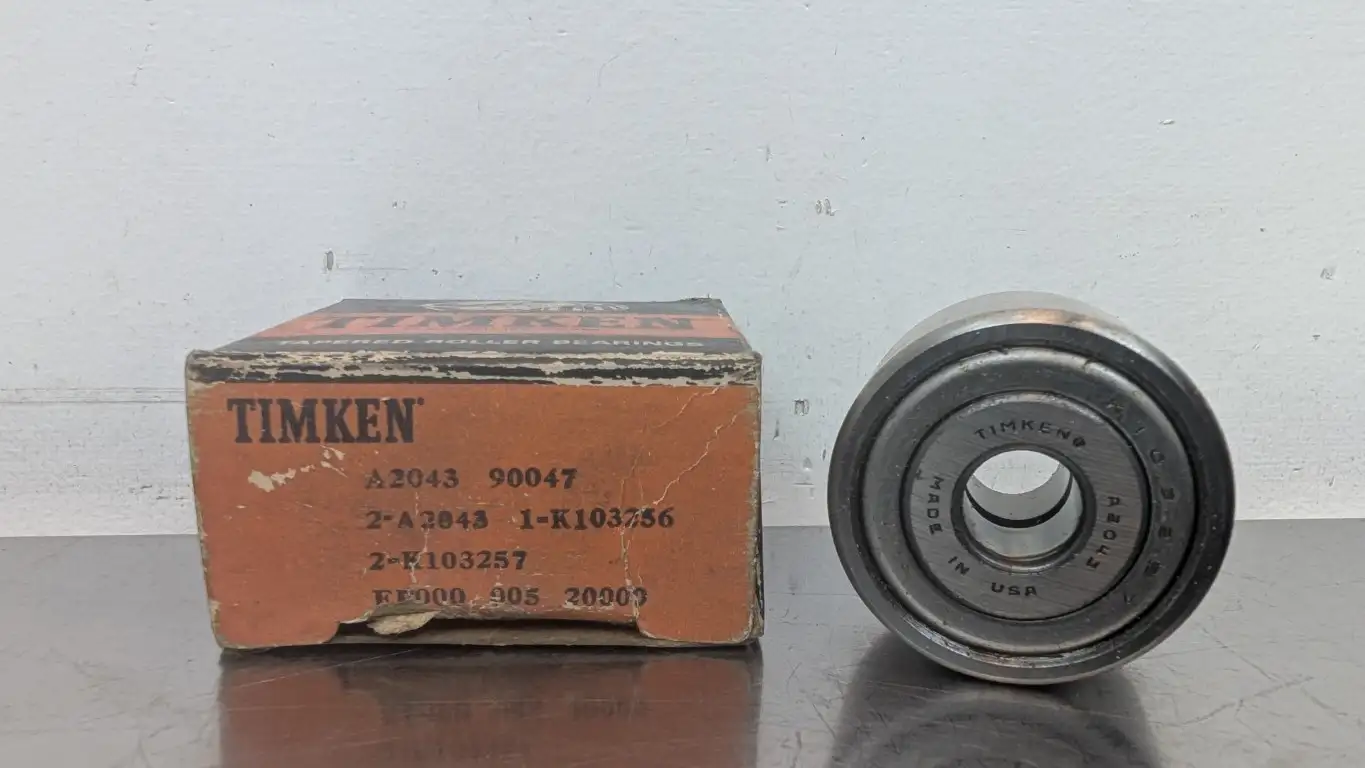 TIMKEN
TAPERED ROLLER BEARINGS
TIMKEN
A2043 90047
2-A2043 1-K103256
2-K103257
905 20000
TIMKEN®
A2043
MADE IN USA
K103257